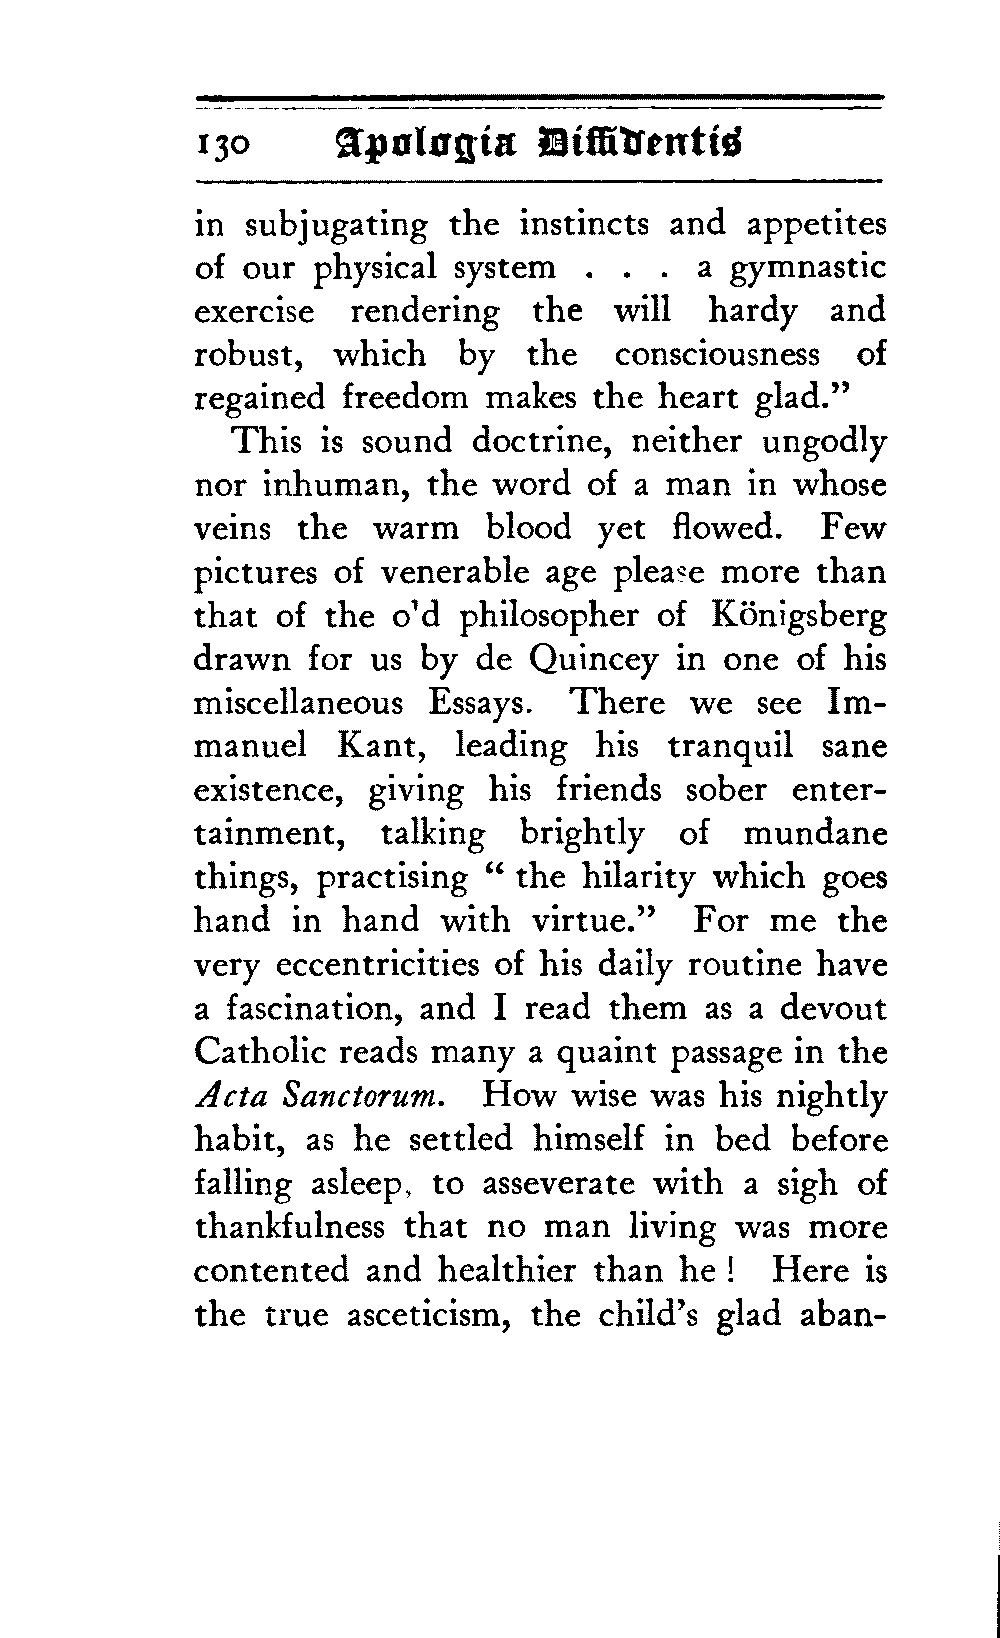 130 Apologia Diffidentis
in subjugating the instincts and appetites
of our physical system . . . a gymnastic
exercise rendering the will hardy and
robust, which by the consciousness of
regained freedom makes the heart glad.”
This is sound doctrine, neither ungodly
nor inhuman, the word of a man in whose
veins the warm blood yet flowed. Few
pictures of venerable age please more than
that of the o'd philosopher of Königsberg
drawn for us by de Quincey in one of his
miscellaneous Essays. There we see Im-
manuel Kant, leading his tranquil sane
existence, giving his friends sober enter-
tainment, talking brightly of mundane
things, practising “ the hilarity which goes
hand in hand with virtue.” For me the
very eccentricities of his daily routine have
a fascination, and I read them as a devout
Catholic reads many a quaint passage in the
Acta Sanctorum. How wise was his nightly
habit, as he settled himself in bed before
falling asleep, to asseverate with a sigh of
thankfulness that no man living was more
contented and healthier than he ! Here is
the true asceticism, the child’s glad aban-